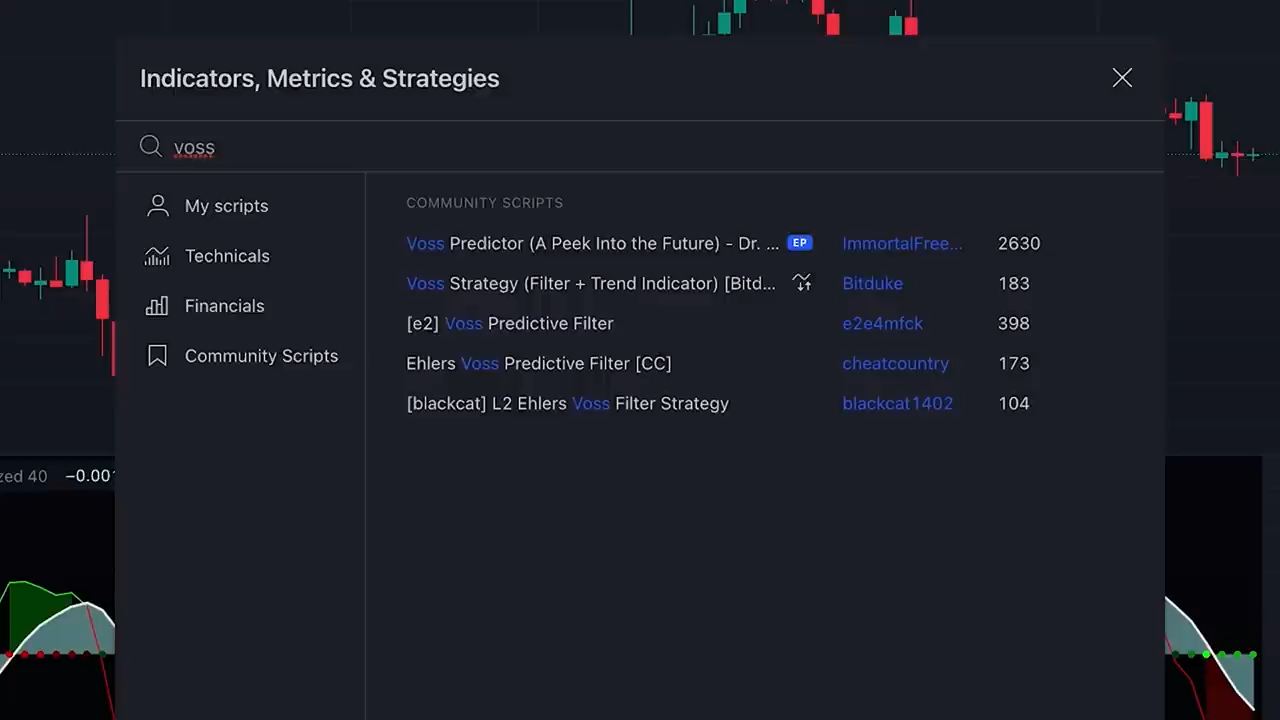 Indicators, Metrics & Strategies
voss
My scripts
Technicals
Financials
Community Scripts
COMMUNITY SCRIPTS
Voss Predictor (A Peek Into the Future) - Dr. ... EP ImmortalFree... 2630
Voss Strategy (Filter + Trend Indicator) [Bitd... Bitduke 183
[e2] Voss Predictive Filter e2e4mfck 398
Ehlers Voss Predictive Filter [CC] cheatcountry 173
[blackcat] L2 Ehlers Voss Filter Strategy blackcat1402 104
zed 40 −0.001